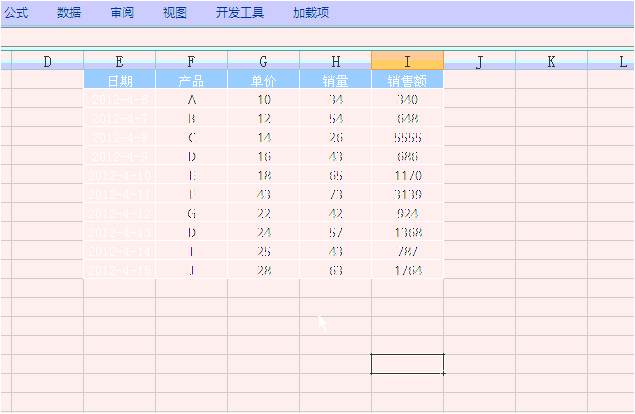 公式 数据 审阅 视图 开发工具 加载项
D E F G H I J K L
日期 产品 单价 销量 销售额
2012-4-6 A 10 34 340
2012-4-7 B 12 54 648
2012-4-8 C 14 26 5555
2012-4-9 D 16 43 686
2012-4-10 E 18 65 1170
2012-4-11 F 43 73 3139
2012-4-12 G 22 42 924
2012-4-13 D 24 57 1368
2012-4-14 I 25 43 787
2012-4-15 J 28 63 1764